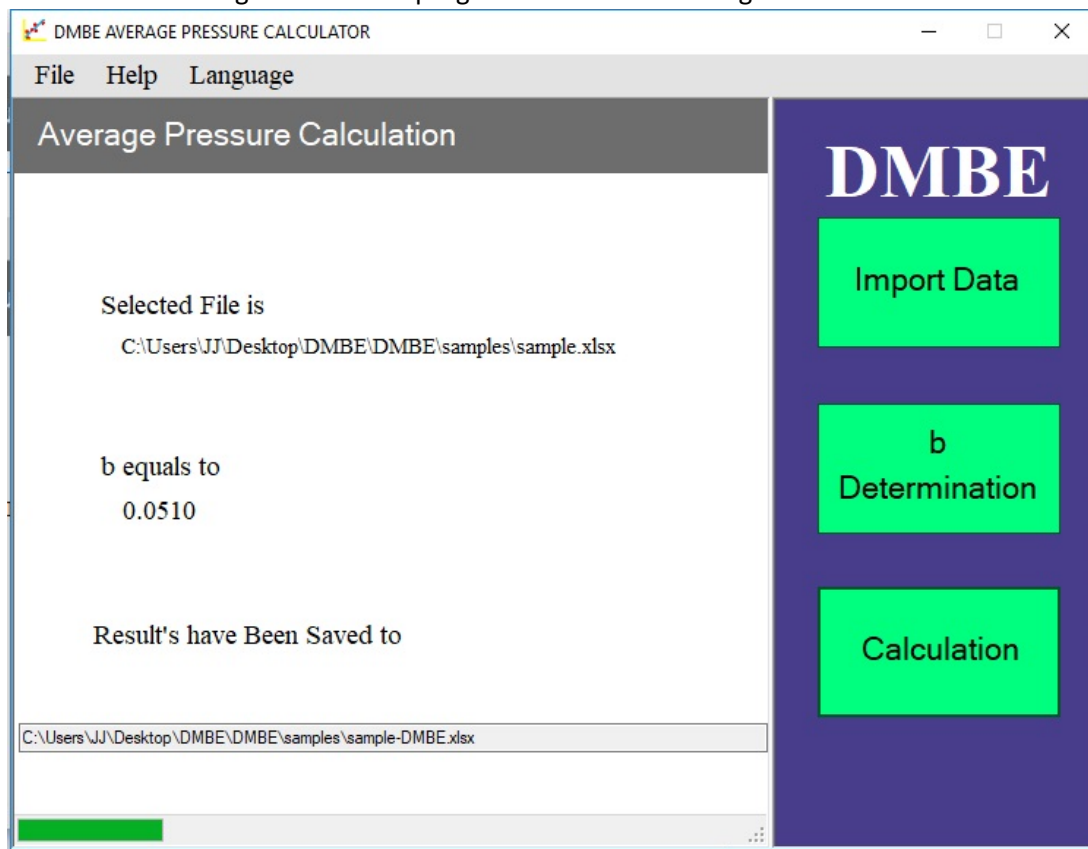 DMBE AVERAGE PRESSURE CALCULATOR
File Help Language
Average Pressure Calculation
Selected File is
C:\Users\JJ\Desktop\DMBE\DMBE\samples\sample.xlsx
b equals to
0.0510
Result's have Been Saved to
C:\Users\JJ\Desktop\DMBE\DMBE\samples\sample-DMBE.xlsx
DMBE
Import Data
b
Determination
Calculation